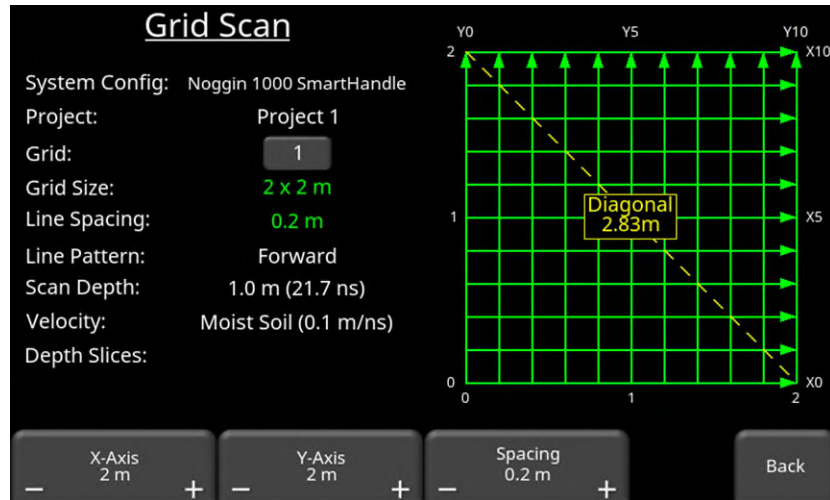 Grid Scan
System Config: Noggin 1000 SmartHandle
Project: Project 1
Grid: 1
Grid Size: 2 x 2 m
Line Spacing: 0.2 m
Line Pattern: Forward
Scan Depth: 1.0 m (21.7 ns)
Velocity: Moist Soil (0.1 m/ns)
Depth Slices:
Y0 Y5 Y10
2 X10
Diagonal
2.83m
1 X5
0 X0
0 1 2
X-Axis
2 m
− +
Y-Axis
2 m
− +
Spacing
0.2 m
− +
Back